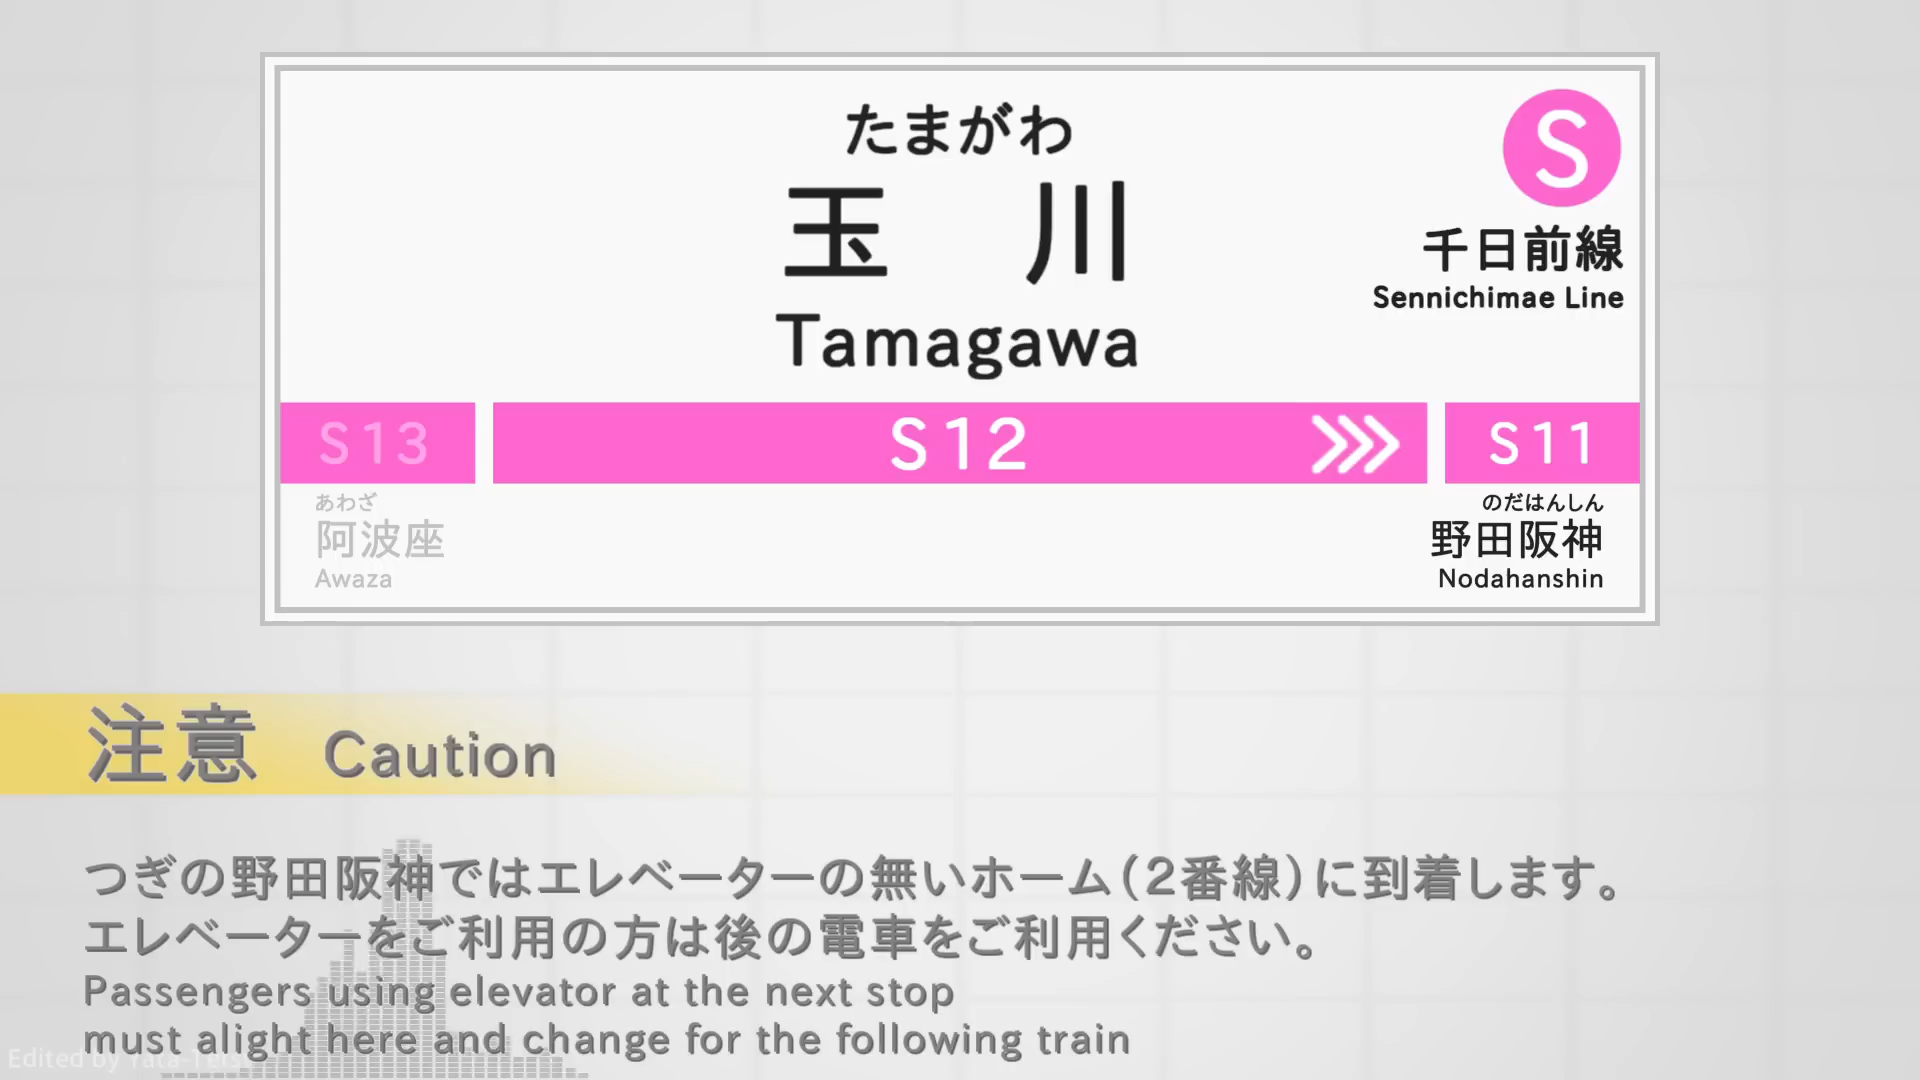 たまがわ
玉 川
Tamagawa
S
千日前線
Sennichimae Line
S13
S12
S11
あわざ
阿波座
Awaza
のだはんしん
野田阪神
Nodahanshin
注意 Caution
つぎの野田阪神ではエレベーターの無いホーム(2番線)に到着します。
エレベーターをご利用の方は後の電車をご利用ください。
Passengers using elevator at the next stop
must alight here and change for the following train
Edited by